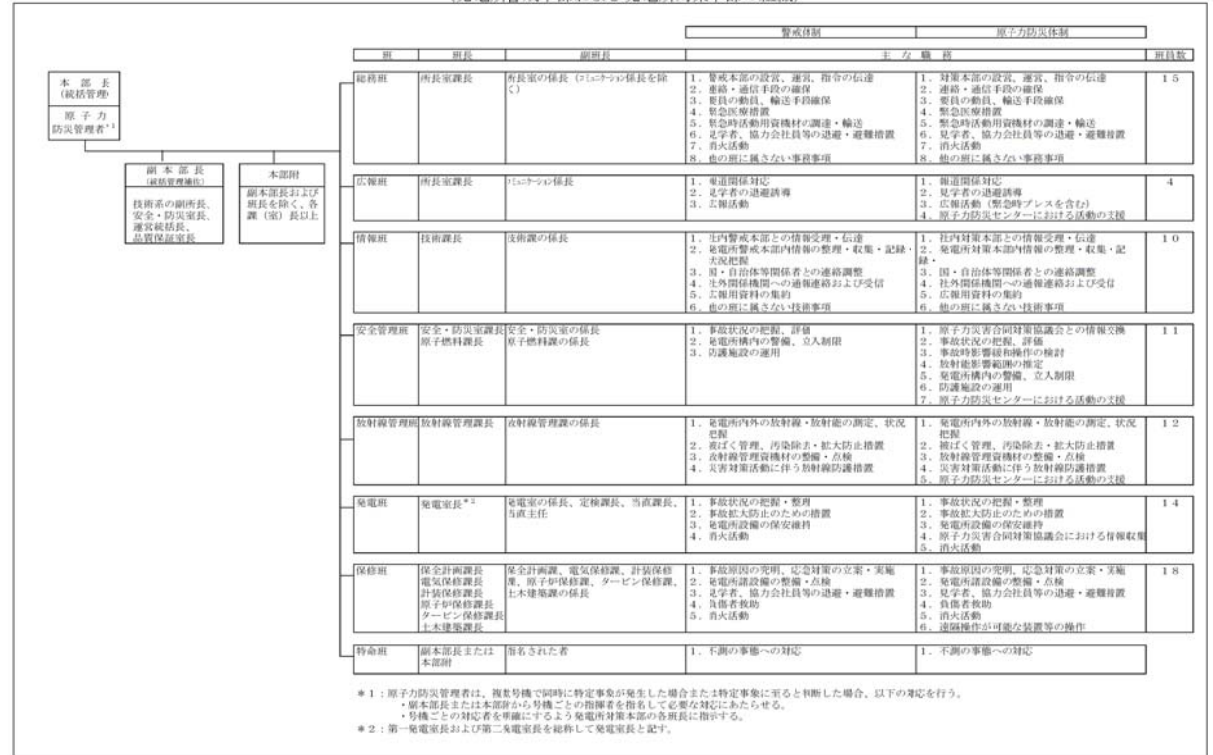 警戒体制 原子力防災体制
班 班長 副班長 主な職務 班員数
本部長
(統括管理)
原子力
防災管理者*1
副本部長
(統括管理補佐)
技術系の副所長、
安全・防災室長、
運営統括長、
品質保証室長
本部附
副本部長および
班長を除く、各
課（室）長以上
総務班 所長室課長 所長室の係長（コミュニケーション係長を除
く）
1．警戒本部の設営、運営、指令の伝達
2．連絡・通信手段の確保
3．要員の動員、輸送手段確保
4．緊急医療措置
5．緊急時活動用資機材の調達・輸送
6．見学者、協力会社員等の退避・避難措置
7．消火活動
8．他の班に属さない事務事項
1．対策本部の設営、運営、指令の伝達
2．連絡・通信手段の確保
3．要員の動員、輸送手段確保
4．緊急医療措置
5．緊急時活動用資機材の調達・輸送
6．見学者、協力会社員等の退避・避難措置
7．消火活動
8．他の班に属さない事務事項
15
広報班 所長室課長 コミュニケーション係長
1．報道関係対応
2．見学者の退避誘導
3．広報活動
1．報道関係対応
2．見学者の退避誘導
3．広報活動（緊急時プレスを含む）
4．原子力防災センターにおける活動の支援
4
情報班 技術課長 技術課の係長
1．社内警戒本部との情報受理・伝達
2．発電所警戒本部内情報の整理・収集・記録・
状況把握
3．国・自治体等関係者との連絡調整
4．社外関係機関への通報連絡および受信
5．広報用資料の集約
6．他の班に属さない技術事項
1．社内対策本部との情報受理・伝達
2．発電所対策本部内情報の整理・収集・記
録・
3．国・自治体等関係者との連絡調整
4．社外関係機関への通報連絡および受信
5．広報用資料の集約
6．他の班に属さない技術事項
10
安全管理班 安全・防災室課長 安全・防災室の係長
原子燃料課長 原子燃料課の係長
1．事故状況の把握、評価
2．発電所構内の警備、立入制限
3．防護施設の運用
1．原子力災害合同対策協議会との情報交換
2．事故状況の把握、評価
3．事故時影響緩和操作の検討
4．放射能影響範囲の推定
5．発電所構内の警備、立入制限
6．防護施設の運用
7．原子力防災センターにおける活動の支援
11
放射線管理班 放射線管理課長 放射線管理課の係長
1．発電所内外の放射線・放射能の測定、状況
把握
2．被ばく管理、汚染除去・拡大防止措置
3．放射線管理資機材の整備・点検
4．災害対策活動に伴う放射線防護措置
1．発電所内外の放射線・放射能の測定、状況
把握
2．被ばく管理、汚染除去・拡大防止措置
3．放射線管理資機材の整備・点検
4．災害対策活動に伴う放射線防護措置
5．原子力防災センターにおける活動の支援
12
発電班 発電室長*2 発電室の係長、定検課長、当直課長、
当直主任
1．事故状況の把握・整理
2．事故拡大防止のための措置
3．発電所設備の保安維持
4．消火活動
1．事故状況の把握・整理
2．事故拡大防止のための措置
3．発電所設備の保安維持
4．原子力災害合同対策協議会における情報収集
5．消火活動
14
保修班 保全計画課長 保全計画課、電気保修課、計装保修
電気保修課長 課、原子炉保修課、タービン保修課、
計装保修課長 土木建築課の係長
原子炉保修課長
タービン保修課長
土木建築課長
1．事故原因の究明、応急対策の立案・実施
2．発電所諸設備の整備・点検
3．見学者、協力会社員等の退避・避難措置
4．負傷者救助
5．消火活動
1．事故原因の究明、応急対策の立案・実施
2．発電所諸設備の整備・点検
3．見学者、協力会社員等の退避・避難措置
4．負傷者救助
5．消火活動
6．遠隔操作が可能な装置等の操作
18
特命班 副本部長または 指名された者
本部附
1．不測の事態への対応
1．不測の事態への対応
＊1：原子力防災管理者は、複数号機で同時に特定事象が発生した場合または特定事象に至ると判断した場合、以下の対応を行う。
・副本部長または本部附から号機ごとの指揮者を指名して必要な対応にあたらせる。
・号機ごとの対応者を明確にするよう発電所対策本部の各班長に指示する。
＊2：第一発電室長および第二発電室長を総称して発電室長と記す。